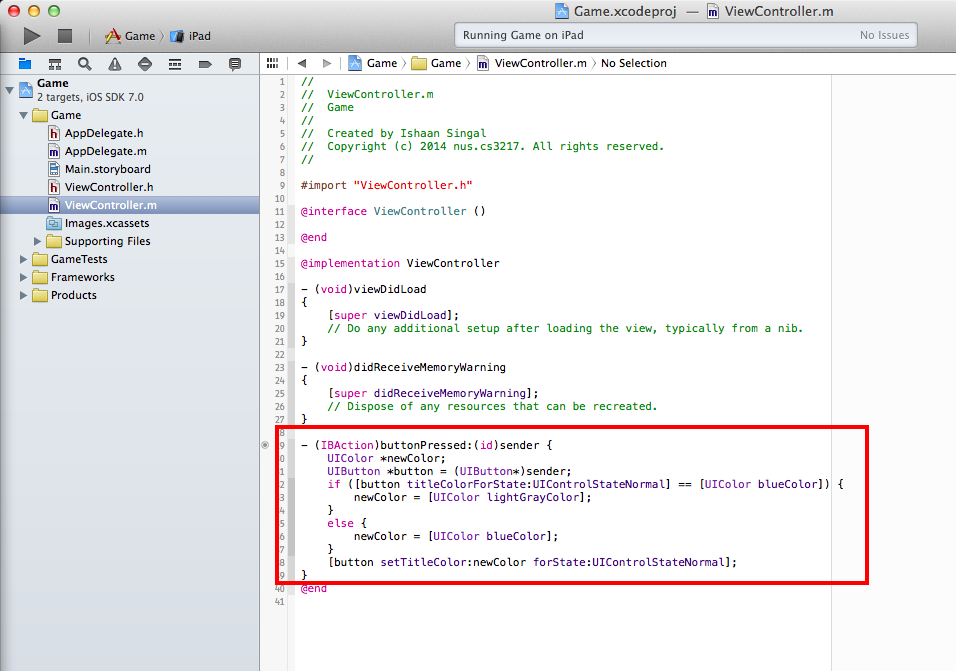 Game.xcodeproj — ViewController.m
Game
iPad
Running Game on iPad
No Issues
Game
Game
ViewController.m
No Selection
Game
2 targets, iOS SDK 7.0
Game
AppDelegate.h
AppDelegate.m
Main.storyboard
ViewController.h
ViewController.m
Images.xcassets
Supporting Files
GameTests
Frameworks
Products
1 //
2 //  ViewController.m
3 //  Game
4 //
5 //  Created by Ishaan Singal
6 //  Copyright (c) 2014 nus.cs3217. All rights reserved.
7 //
8
9 #import "ViewController.h"
10
11 @interface ViewController ()
12
13 @end
14
15 @implementation ViewController
16
17 - (void)viewDidLoad
18 {
19     [super viewDidLoad];
20     // Do any additional setup after loading the view, typically from a nib.
21 }
22
23 - (void)didReceiveMemoryWarning
24 {
25     [super didReceiveMemoryWarning];
26     // Dispose of any resources that can be recreated.
27 }
8
9 - (IBAction)buttonPressed:(id)sender {
0     UIColor *newColor;
1     UIButton *button = (UIButton*)sender;
2     if ([button titleColorForState:UIControlStateNormal] == [UIColor blueColor]) {
3         newColor = [UIColor lightGrayColor];
4     }
5     else {
6         newColor = [UIColor blueColor];
7     }
8     [button setTitleColor:newColor forState:UIControlStateNormal];
9 }
40 @end
41